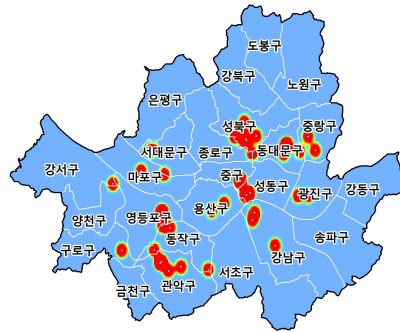 도봉구
강북구
노원구
은평구
성북구
중랑구
서대문구
종로구
동대문구
강서구
마포구
중구
성동구
광진구
강동구
양천구
영등포구
용산구
구로구
동작구
송파구
강남구
금천구
관악구
서초구